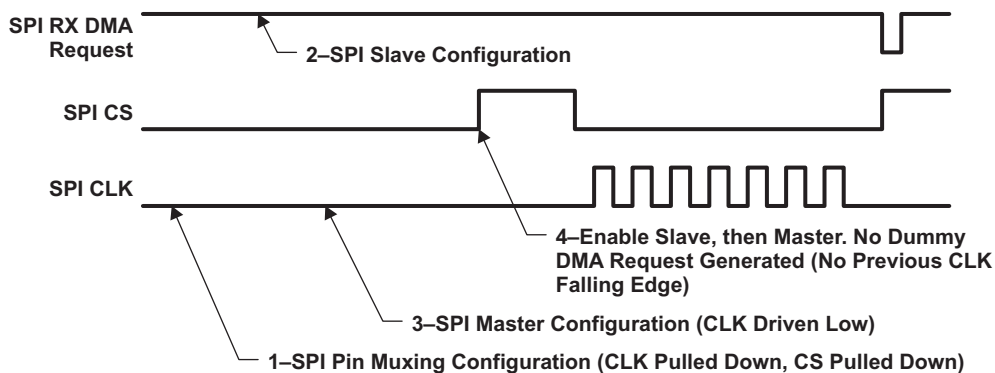 SPI RX DMA
Request
2–SPI Slave Configuration
SPI CS
SPI CLK
4–Enable Slave, then Master. No Dummy
DMA Request Generated (No Previous CLK
Falling Edge)
3–SPI Master Configuration (CLK Driven Low)
1–SPI Pin Muxing Configuration (CLK Pulled Down, CS Pulled Down)